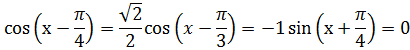 cos(x − π/4) = √2/2 cos(x − π/3) = −1 sin(x + π/4) = 0